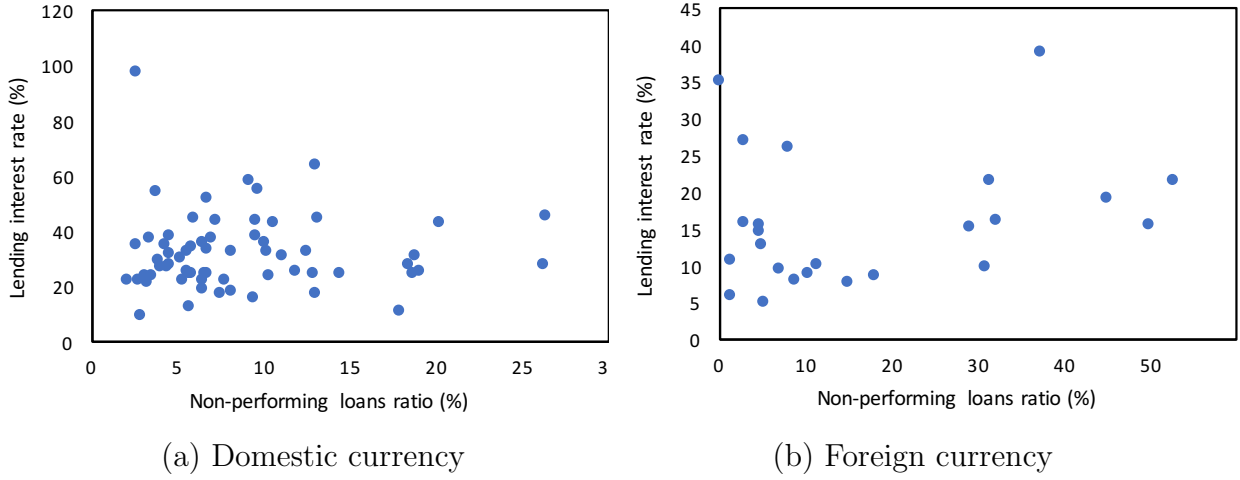 120
100
80
60
40
20
0
Lending interest rate (%)
0 5 10 15 20 25 3
Non-performing loans ratio (%)
(a) Domestic currency
45
40
35
30
25
20
15
10
5
0
Lending interest rate (%)
0 10 20 30 40 50
Non-performing loans ratio (%)
(b) Foreign currency